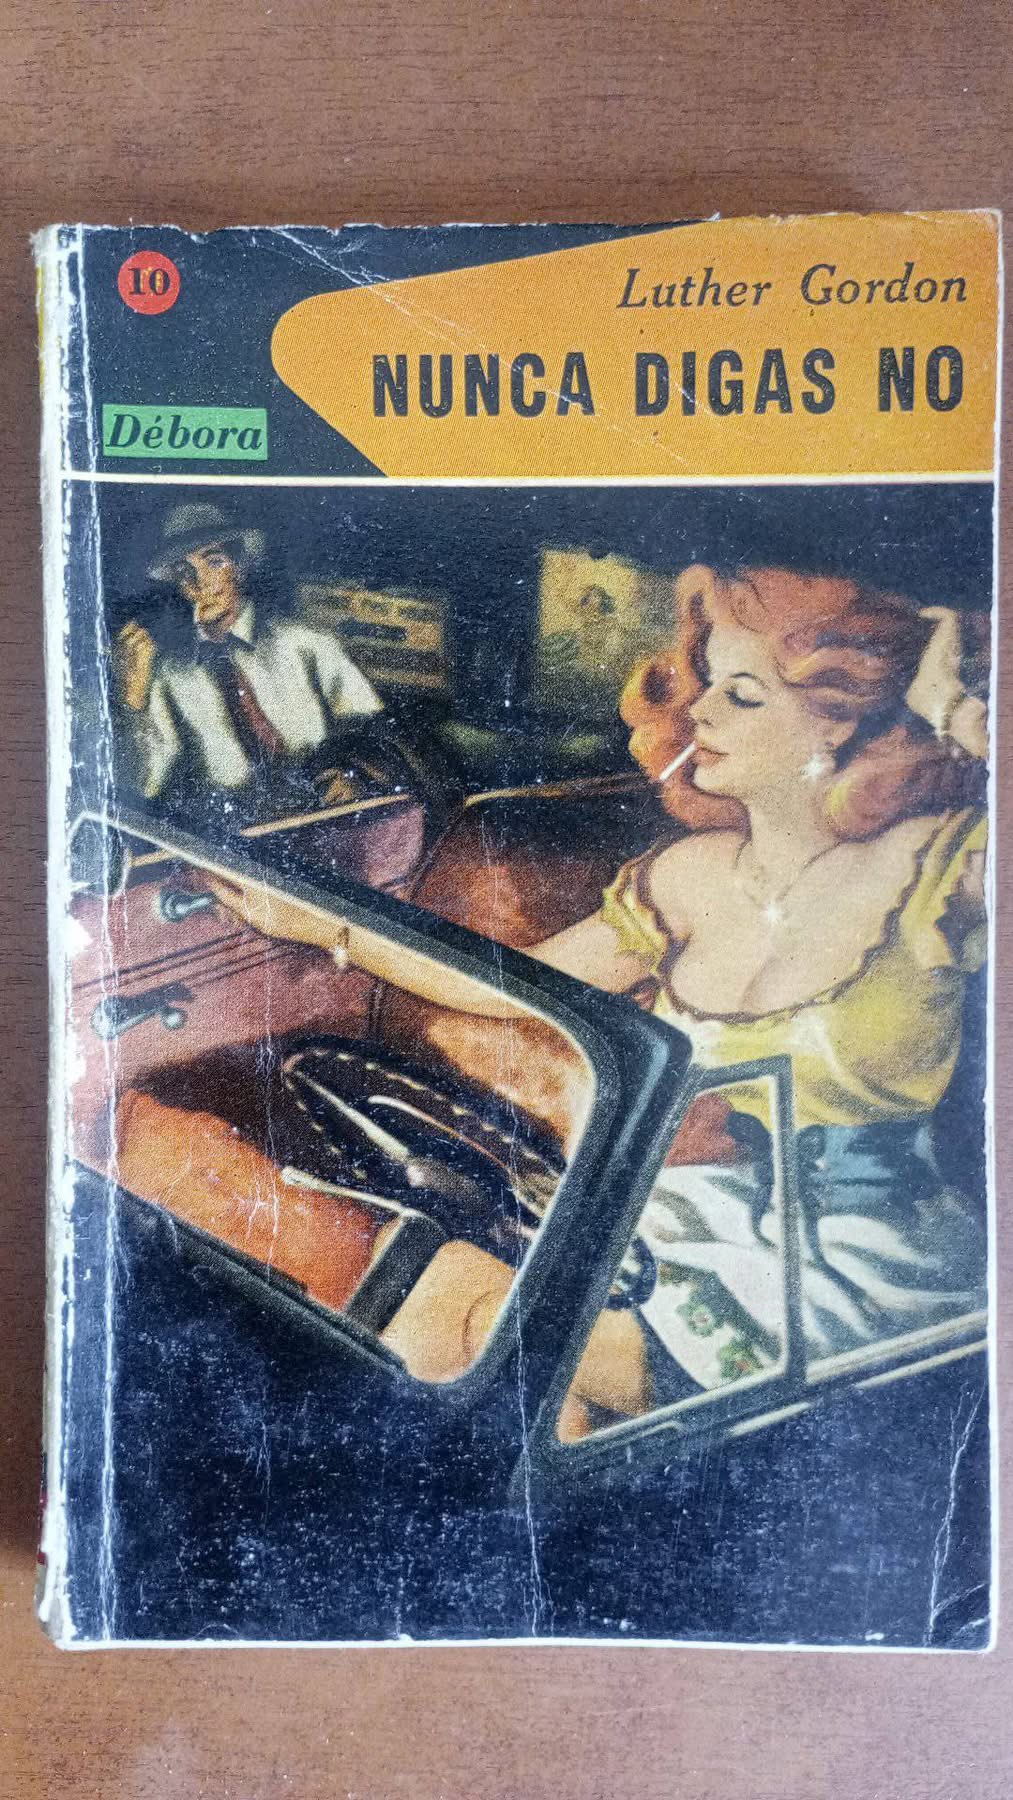 10
Luther Gordon
NUNCA DIGAS NO
Débora